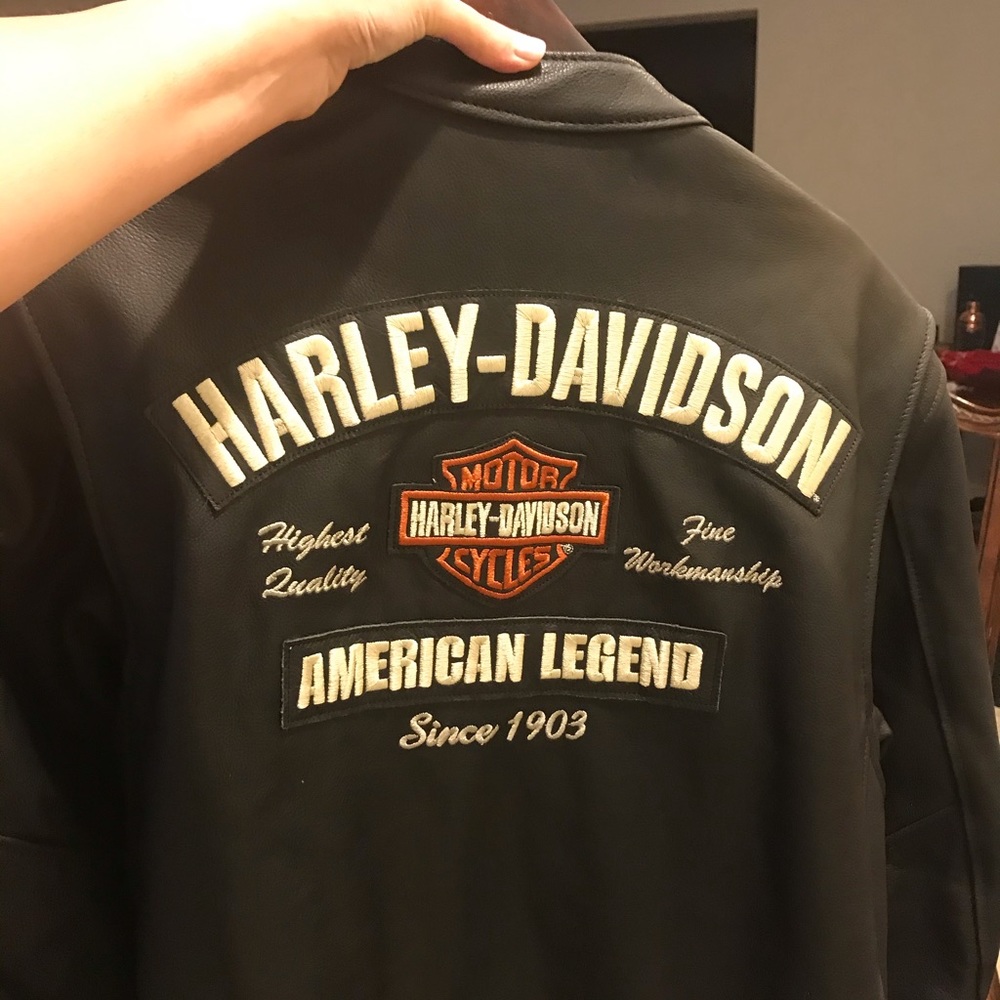 HARLEY-DAVIDSON
MOTOR
HARLEY-DAVIDSON
CYCLES ®
Highest
Quality
Fine
Workmanship
AMERICAN LEGEND
Since 1903